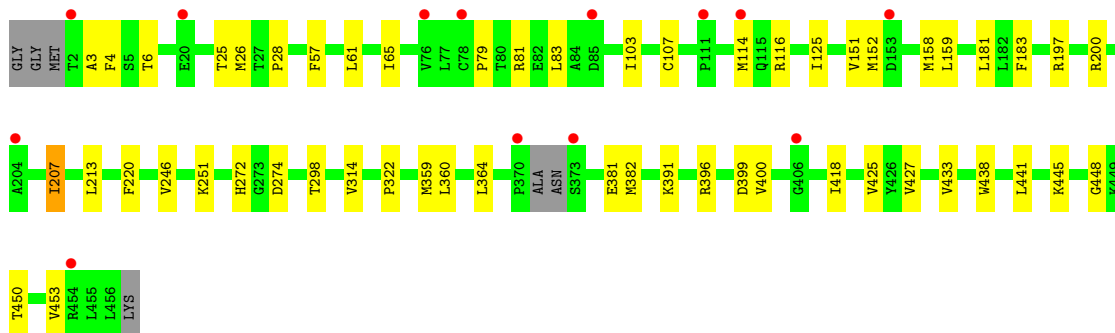 GLY GLY MET T2 A3 F4 S5 T6 E20 T25 M26 T27 P28 F57 L61 I65 V76 L77 C78 P79 T80 R81 E82 L83 A84 D85 I103 C107 P111 M114 Q115 R116 I125 V151 M152 D153 M158 L159 L181 L182 F183 R197 R200
A204 I207 L213 F220 V246 K251 H272 G273 D274 T298 V314 P322 M359 L360 L364 P370 ALA ASN S373 E381 M382 K391 R396 D399 V400 G406 I418 V425 Y426 V427 V433 W438 L441 K445 G448 K449
T450 V453 R454 L455 L456 LYS